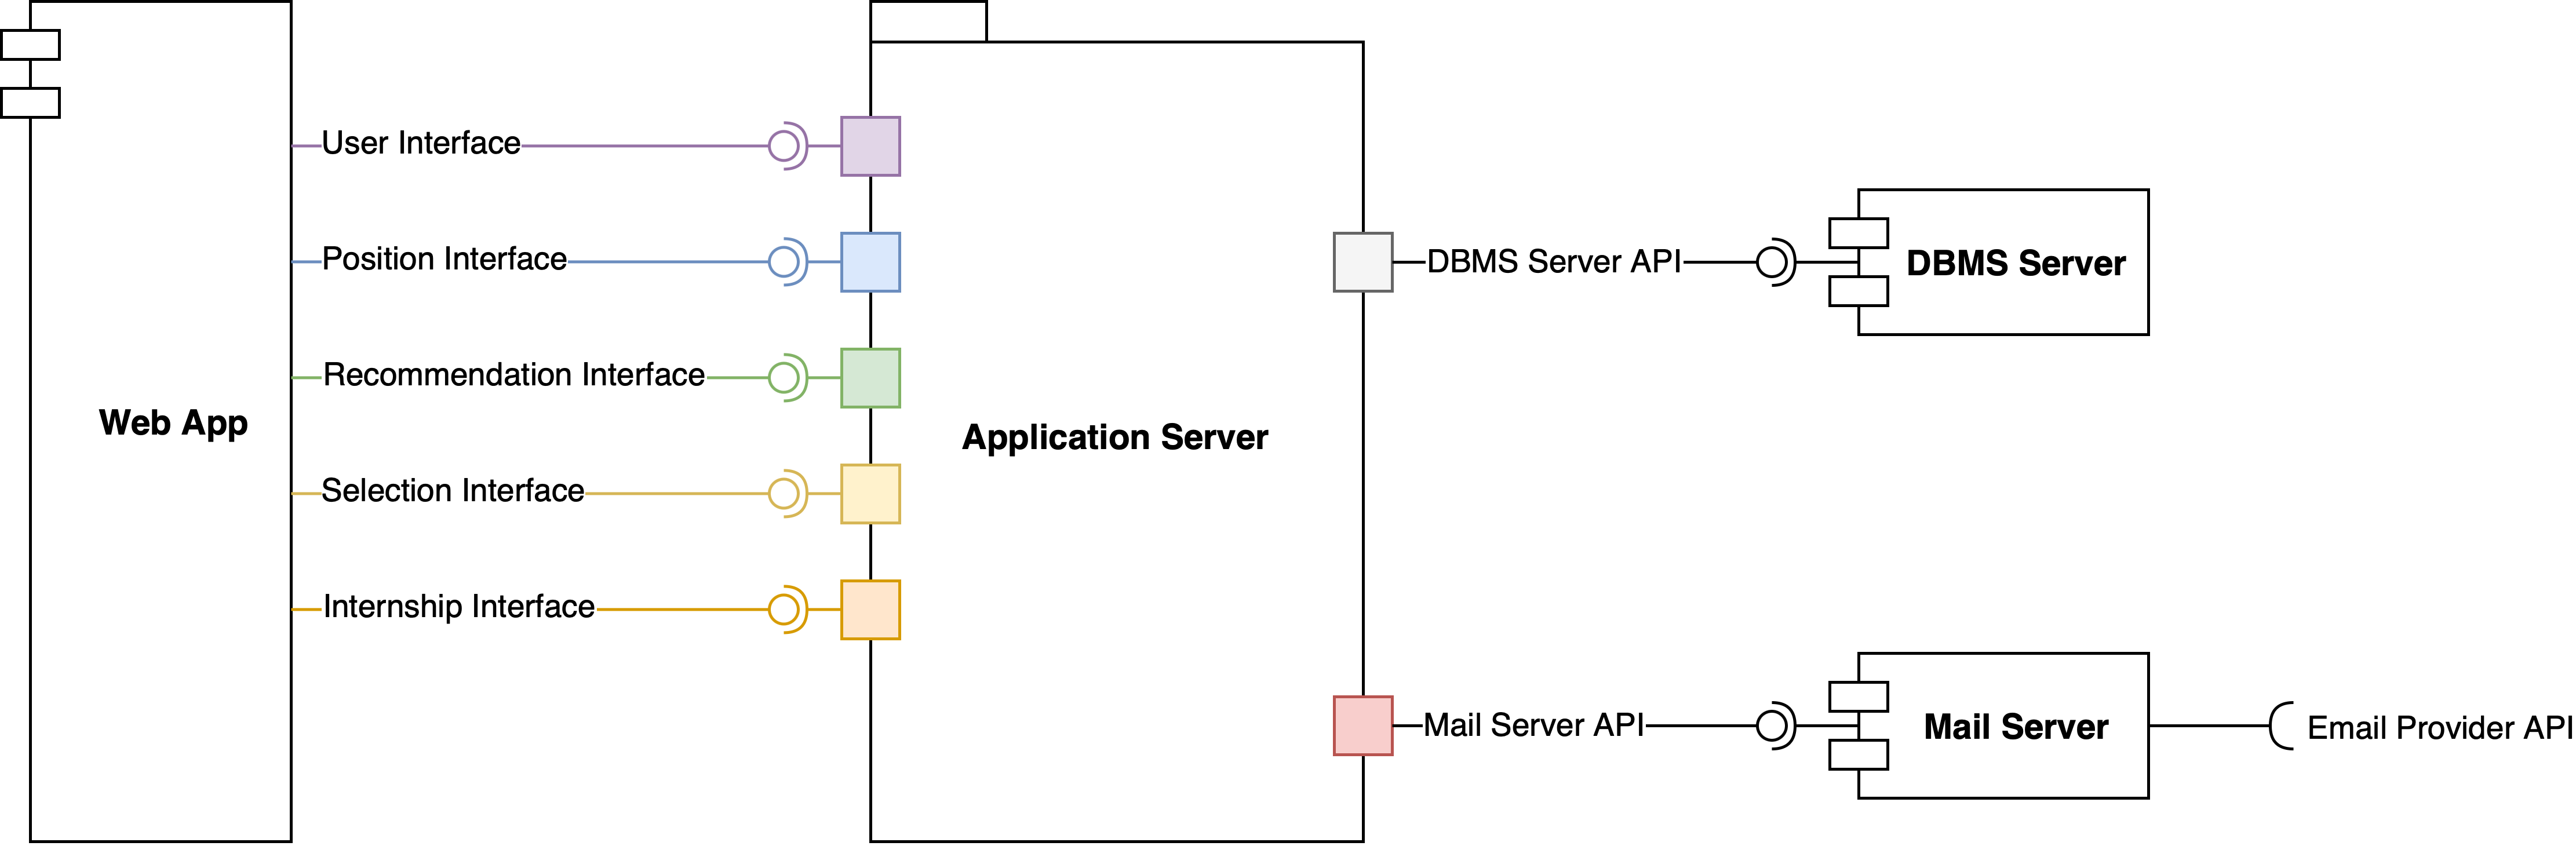 Web App
User Interface
Position Interface
Recommendation Interface
Selection Interface
Internship Interface
Application Server
DBMS Server API
DBMS Server
Mail Server API
Mail Server
Email Provider API